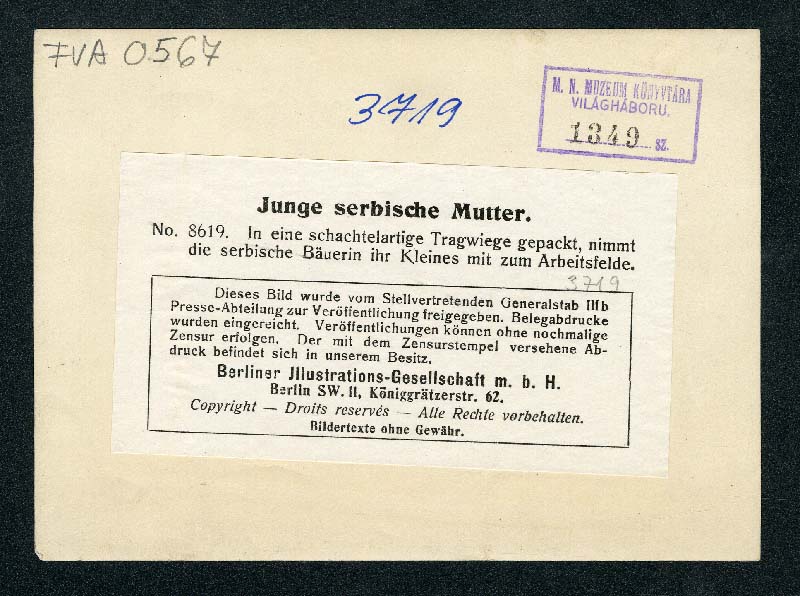 FVA 0567
3719
M. N. MUZEUM KÖNYVTÁRA
VILÁGHÁBORU.
1349 SZ.
Junge serbische Mutter.
No. 8619. In eine schachtelartige Tragwiege gepackt, nimmt
die serbische Bäuerin ihr Kleines mit zum Arbeitsfelde.
3719
Dieses Bild wurde vom Stellvertretenden Generalstab IIIb
Presse-Abteilung zur Veröffentlichung freigegeben. Belegabdrucke
wurden eingereicht. Veröffentlichungen können ohne nochmalige
Zensur erfolgen. Der mit dem Zensurstempel versehene Ab-
druck befindet sich in unserem Besitz.
Berliner Jllustrations-Gesellschaft m. b. H.
Berlin SW. 11, Königgrätzerstr. 62.
Copyright — Droits reservés — Alle Rechte vorbehalten.
Bildertexte ohne Gewähr.